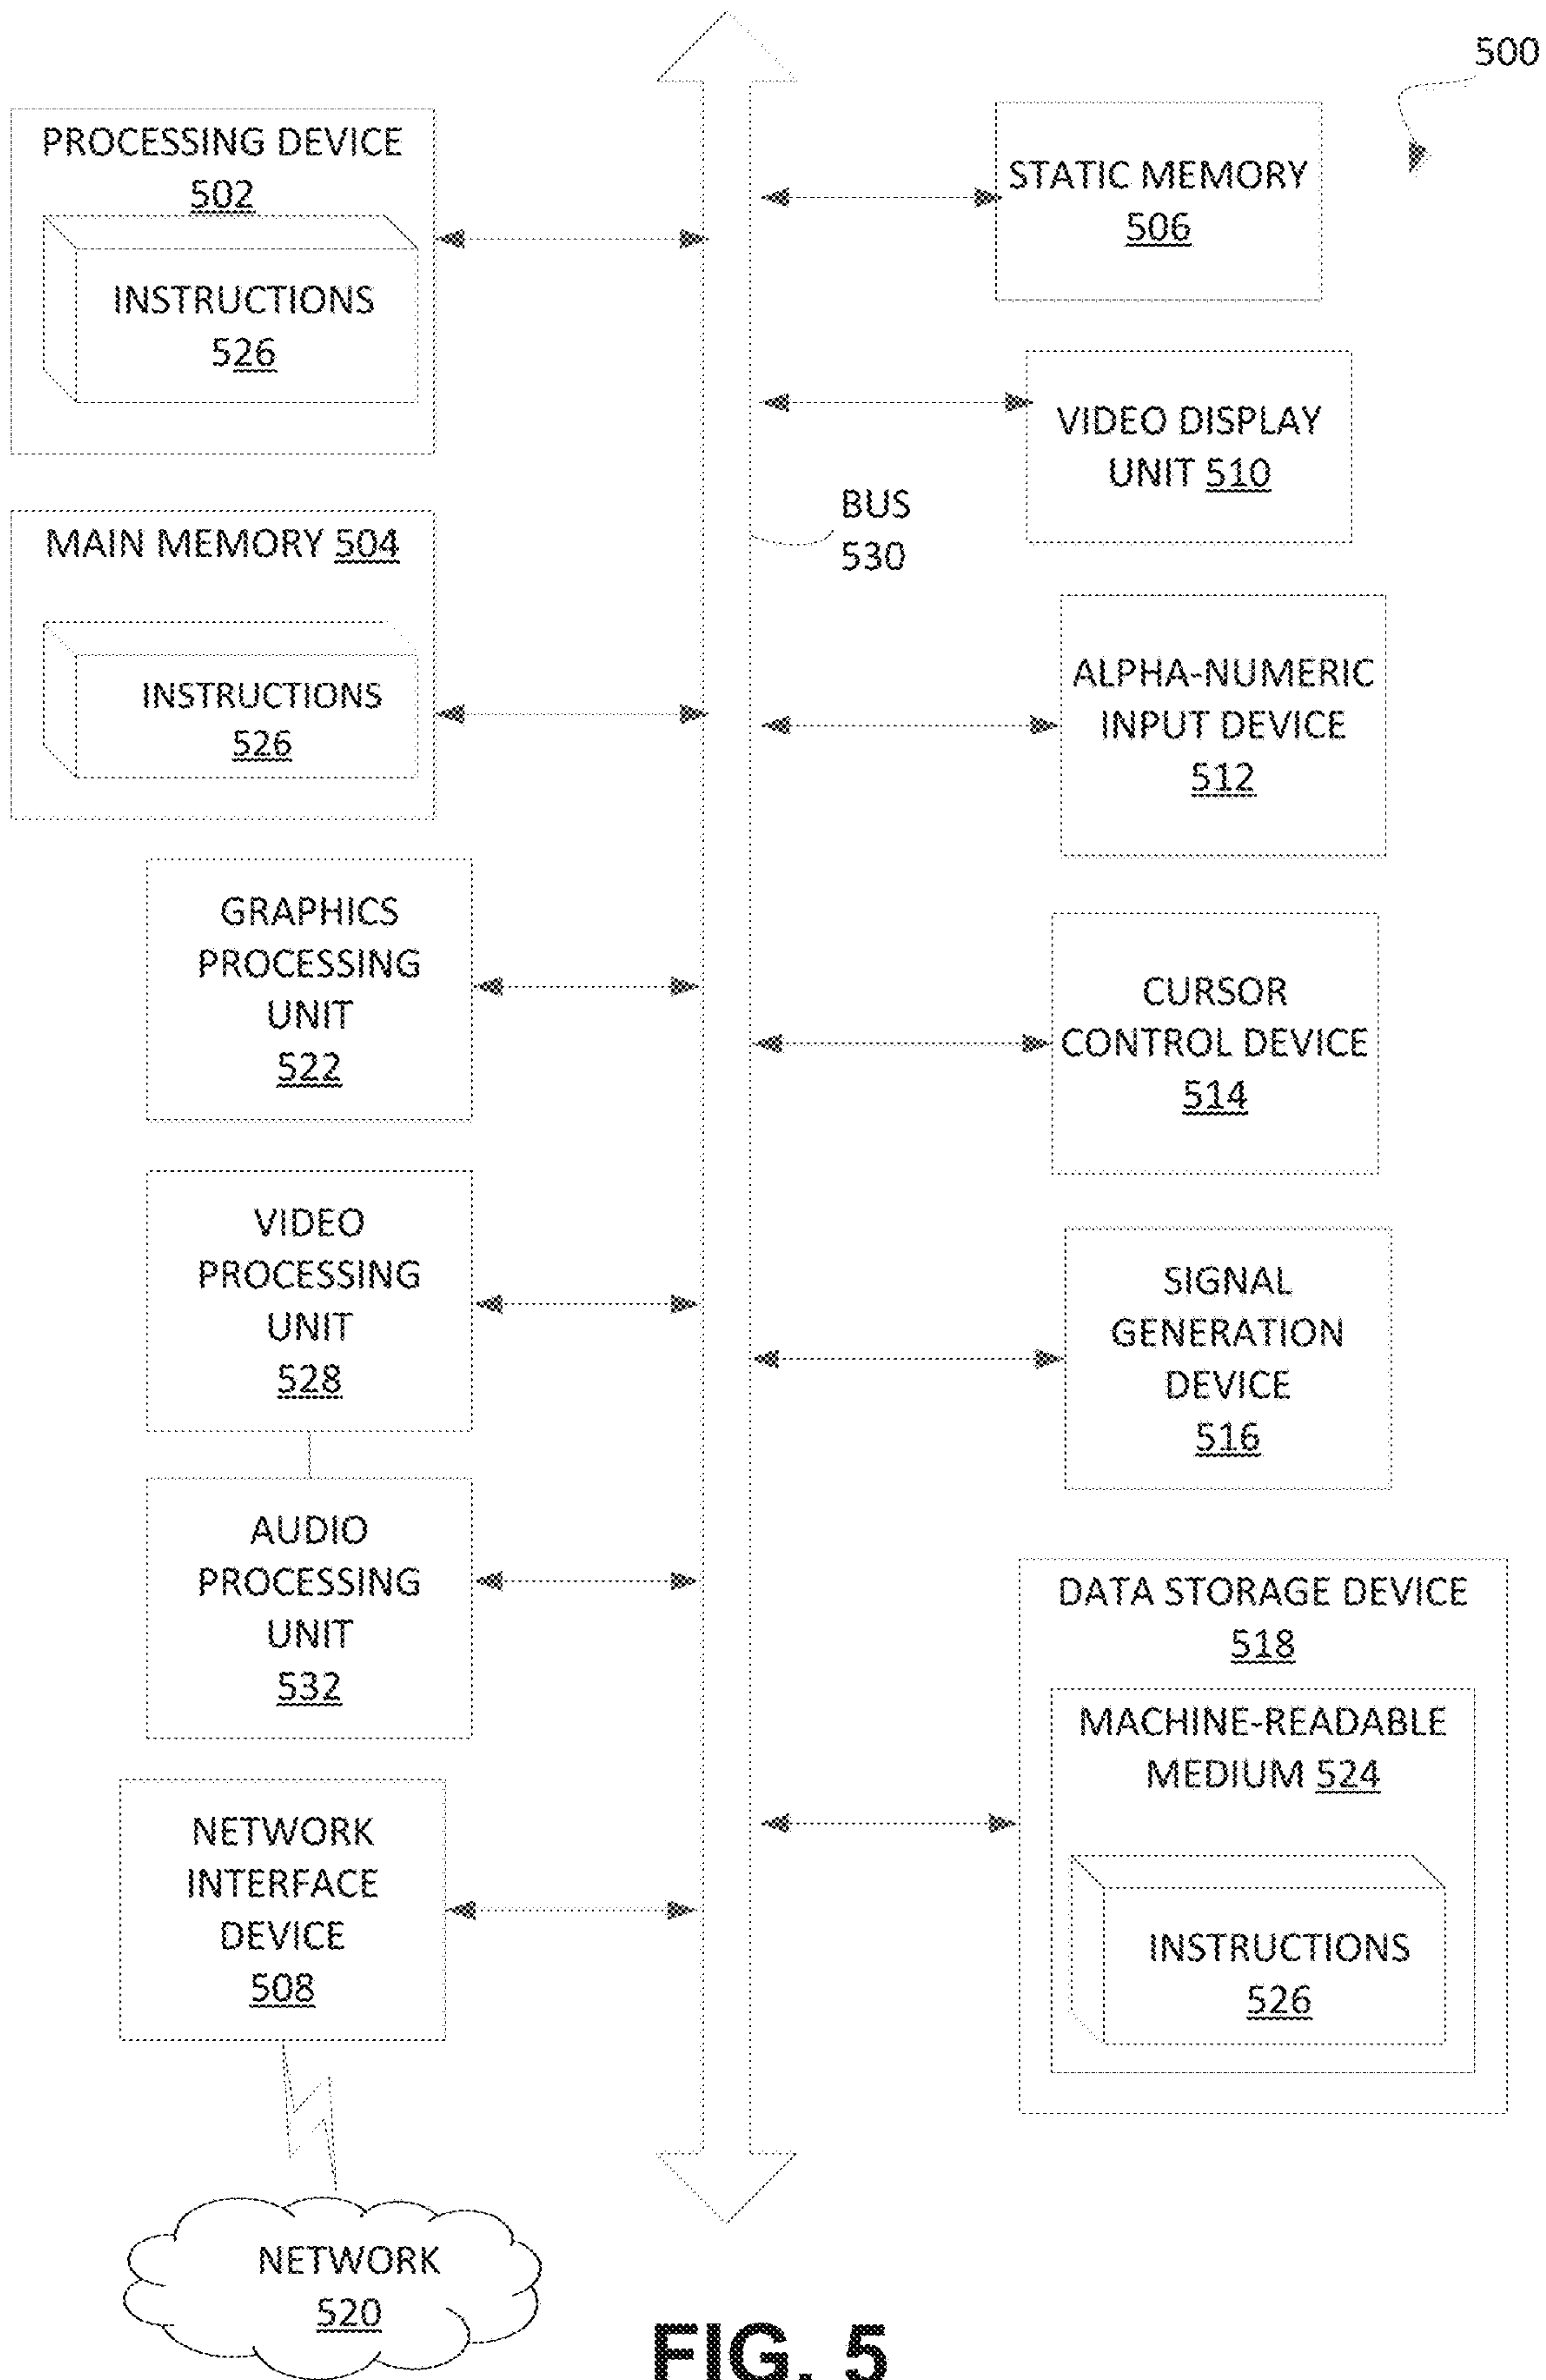 500
PROCESSING DEVICE
502
INSTRUCTIONS
526
MAIN MEMORY 504
INSTRUCTIONS
526
GRAPHICS
PROCESSING
UNIT
522
VIDEO
PROCESSING
UNIT
528
AUDIO
PROCESSING
UNIT
532
NETWORK
INTERFACE
DEVICE
508
NETWORK
520
BUS
530
STATIC MEMORY
506
VIDEO DISPLAY
UNIT 510
ALPHA-NUMERIC
INPUT DEVICE
512
CURSOR
CONTROL DEVICE
514
SIGNAL
GENERATION
DEVICE
516
DATA STORAGE DEVICE
518
MACHINE-READABLE
MEDIUM 524
INSTRUCTIONS
526
FIG. 5